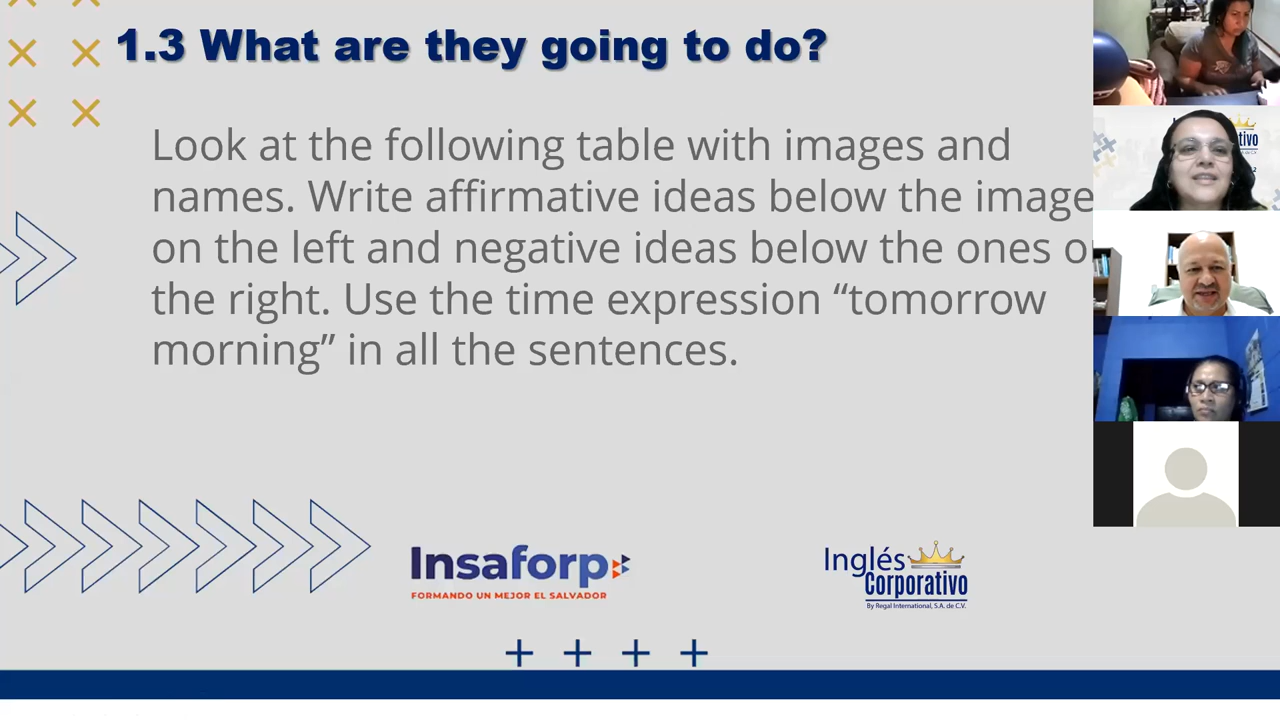 1.3 What are they going to do?
Look at the following table with images and
names. Write affirmative ideas below the image
on the left and negative ideas below the ones o
the right. Use the time expression “tomorrow
morning” in all the sentences.
Insaforp
FORMANDO UN MEJOR EL SALVADOR
Inglés
Corporativo
By Regal International, S.A. de C.V.
tivo